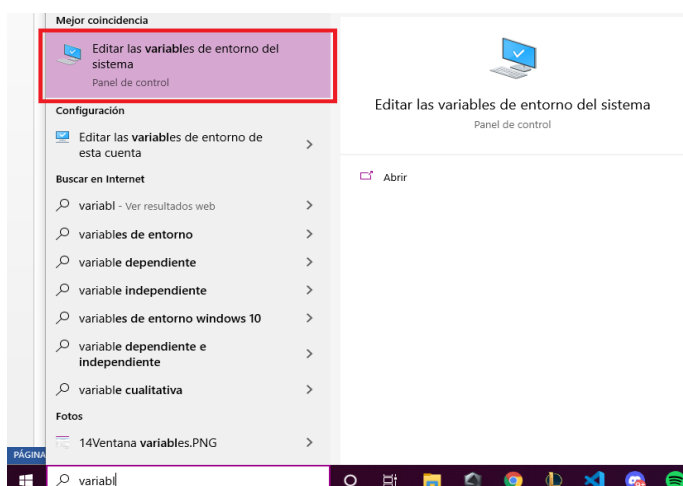 Mejor coincidencia
Editar las variables de entorno del
sistema
Panel de control
Configuración
Editar las variables de entorno de
esta cuenta
Buscar en Internet
variabl - Ver resultados web
variables de entorno
variable dependiente
variable independiente
variables de entorno windows 10
variable dependiente e
independiente
variable cualitativa
Fotos
14Ventana variables.PNG
PÁGINA
variabl
Editar las variables de entorno del sistema
Panel de control
Abrir